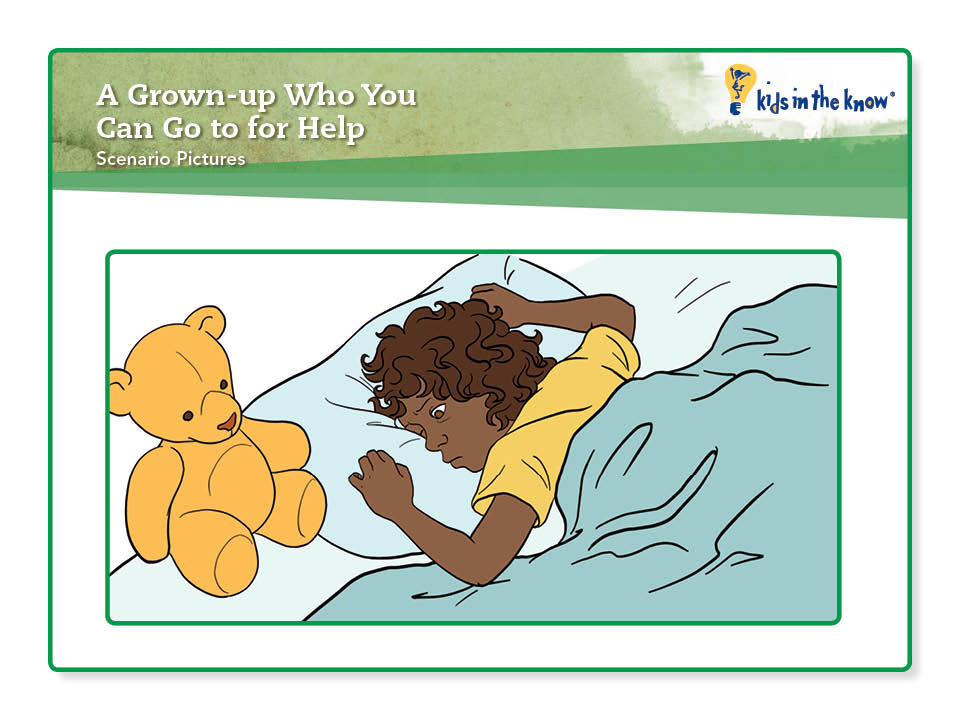 A Grown-up Who You
Can Go to for Help
Scenario Pictures
kids in the know®